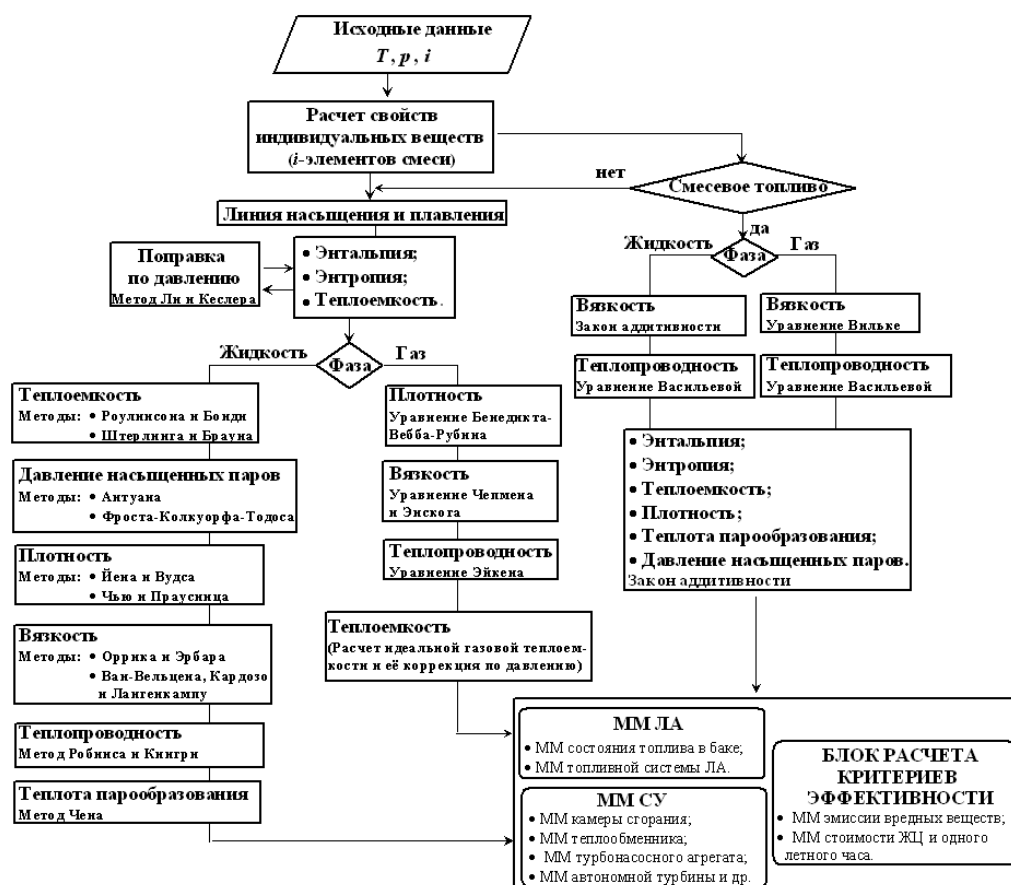 Исходные данные
T, p, i
Расчет свойств
индивидуальных веществ
(i-элементов смеси)
нет
Смесевое топливо
да
Линия насыщения и плавления
Поправка
по давлению
Метод Ли и Кеслера
• Энтальпия;
• Энтропия;
• Теплоемкость.
Жидкость
Фаза
Газ
Жидкость
Фаза
Газ
Теплоемкость
Методы: • Роулинсона и Бонди
• Штерлинга и Брауна
Давление насыщенных паров
Методы: • Антуана
• Фроста-Колкуорфа-Тодоса
Плотность
Методы: • Йена и Вудса
• Чью и Праусница
Вязкость
Методы: • Оррика и Эрбара
• Ван-Вельцена, Кардозо
и Лангенкампу
Теплопроводность
Метод Робинса и Кингри
Теплота парообразования
Метод Чена
Плотность
Уравнение Бенедикта-
Вебба-Рубина
Вязкость
Уравнение Чепмена
и Энскога
Теплопроводность
Уравнение Эйкена
Теплоемкость
(Расчет идеальной газовой теплоем-
кости и её коррекция по давлению)
Вязкость
Закон аддитивности
Теплопроводность
Уравнение Васильевой
Вязкость
Уравнение Вильке
Теплопроводность
Уравнение Васильевой
• Энтальпия;
• Энтропия;
• Теплоемкость;
• Плотность;
• Теплота парообразования;
• Давление насыщенных паров.
Закон аддитивности
ММ ЛА
• ММ состояния топлива в баке;
• ММ топливной системы ЛА.
ММ СУ
• ММ камеры сгорания;
• ММ теплообменника;
• ММ турбонасосного агрегата;
• ММ автономной турбины и др.
БЛОК РАСЧЕТА
КРИТЕРИЕВ
ЭФФЕКТИВНОСТИ
• ММ эмиссии вредных веществ;
• ММ стоимости ЖЦ и одного
летного часа.